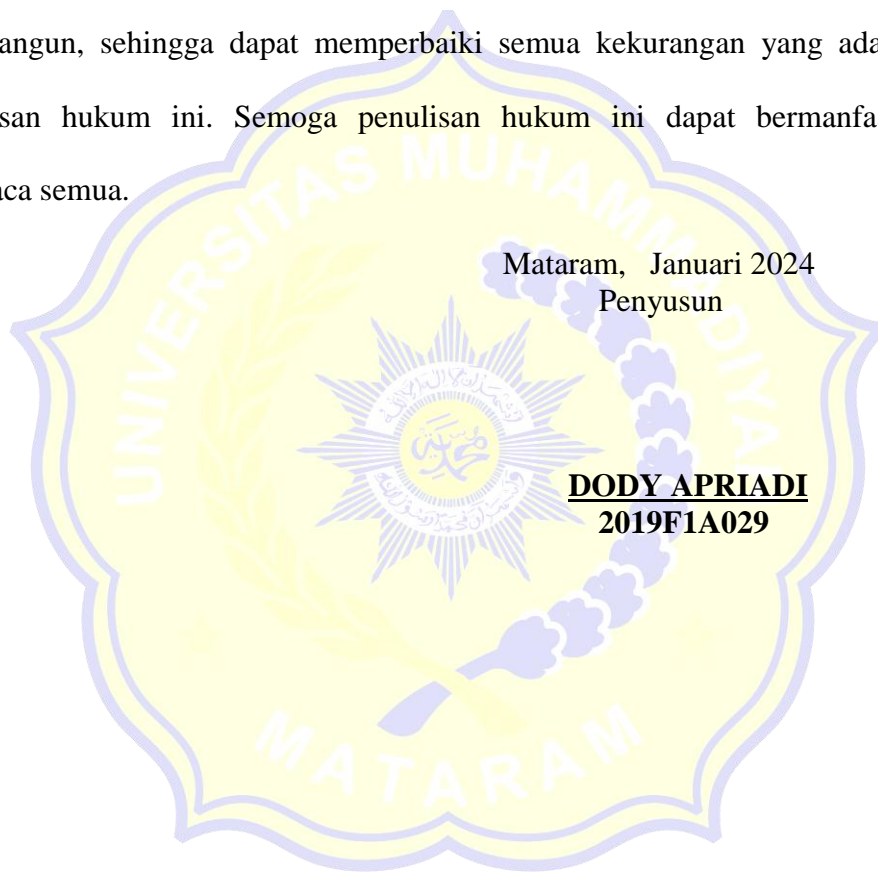 angun, sehingga dapat memperbaiki semua kekurangan yang ada
san hukum ini. Semoga penulisan hukum ini dapat bermanfa
aca semua.
Mataram, Januari 2024
Penyusun
DODY APRIADI
2019F1A029
UNIVERSITAS MUHAMMADIYAH
MATARAM